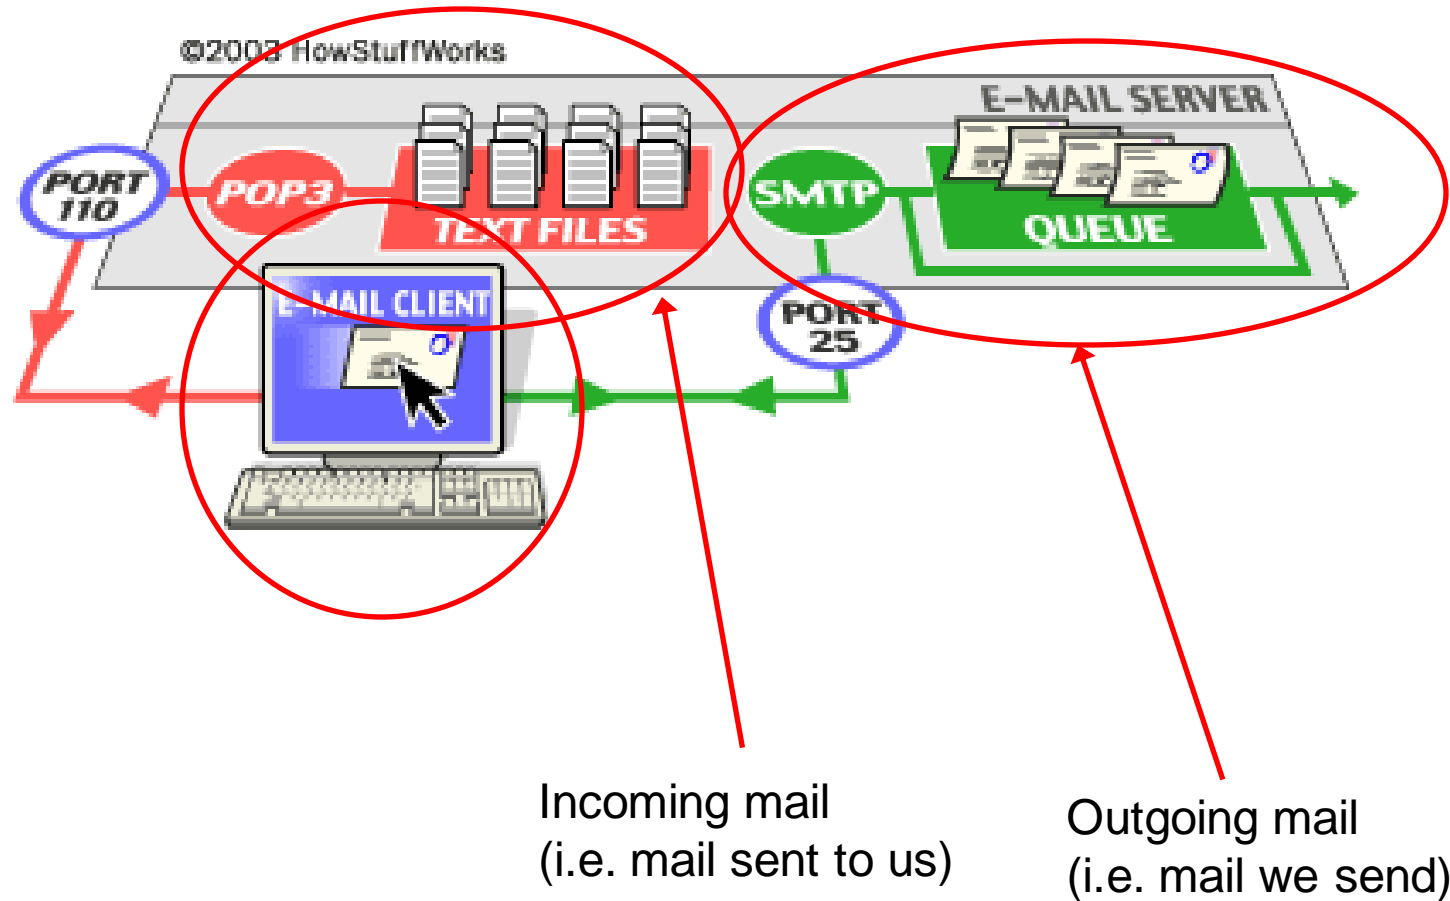 ©2003 HowStuffWorks
E-MAIL SERVER
PORT
110
POP3
TEXT FILES
SMTP
QUEUE
E-MAIL CLIENT
PORT
25
Incoming mail
(i.e. mail sent to us)
Outgoing mail
(i.e. mail we send)